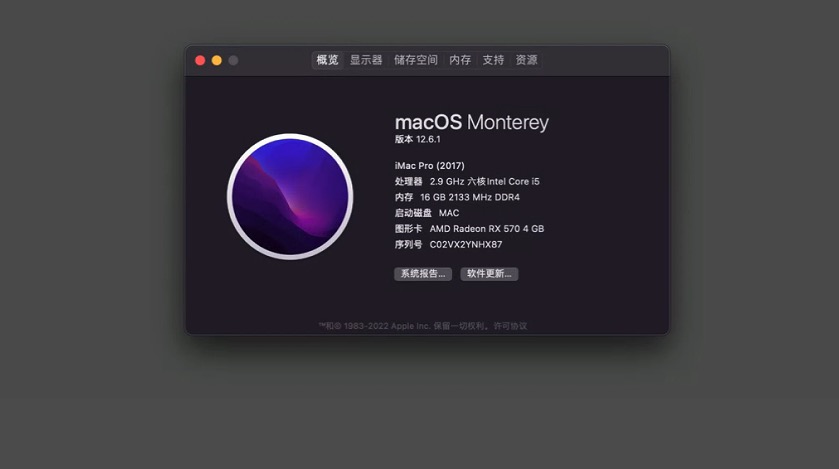 概览 显示器 储存空间 内存 支持 资源
macOS Monterey
版本 12.6.1
iMac Pro (2017)
处理器 2.9 GHz 六核Intel Core i5
内存 16 GB 2133 MHz DDR4
启动磁盘 MAC
图形卡 AMD Radeon RX 570 4 GB
序列号 C02VX2YNHX87
系统报告... 软件更新...
™和© 1983-2022 Apple Inc. 保留一切权利。许可协议